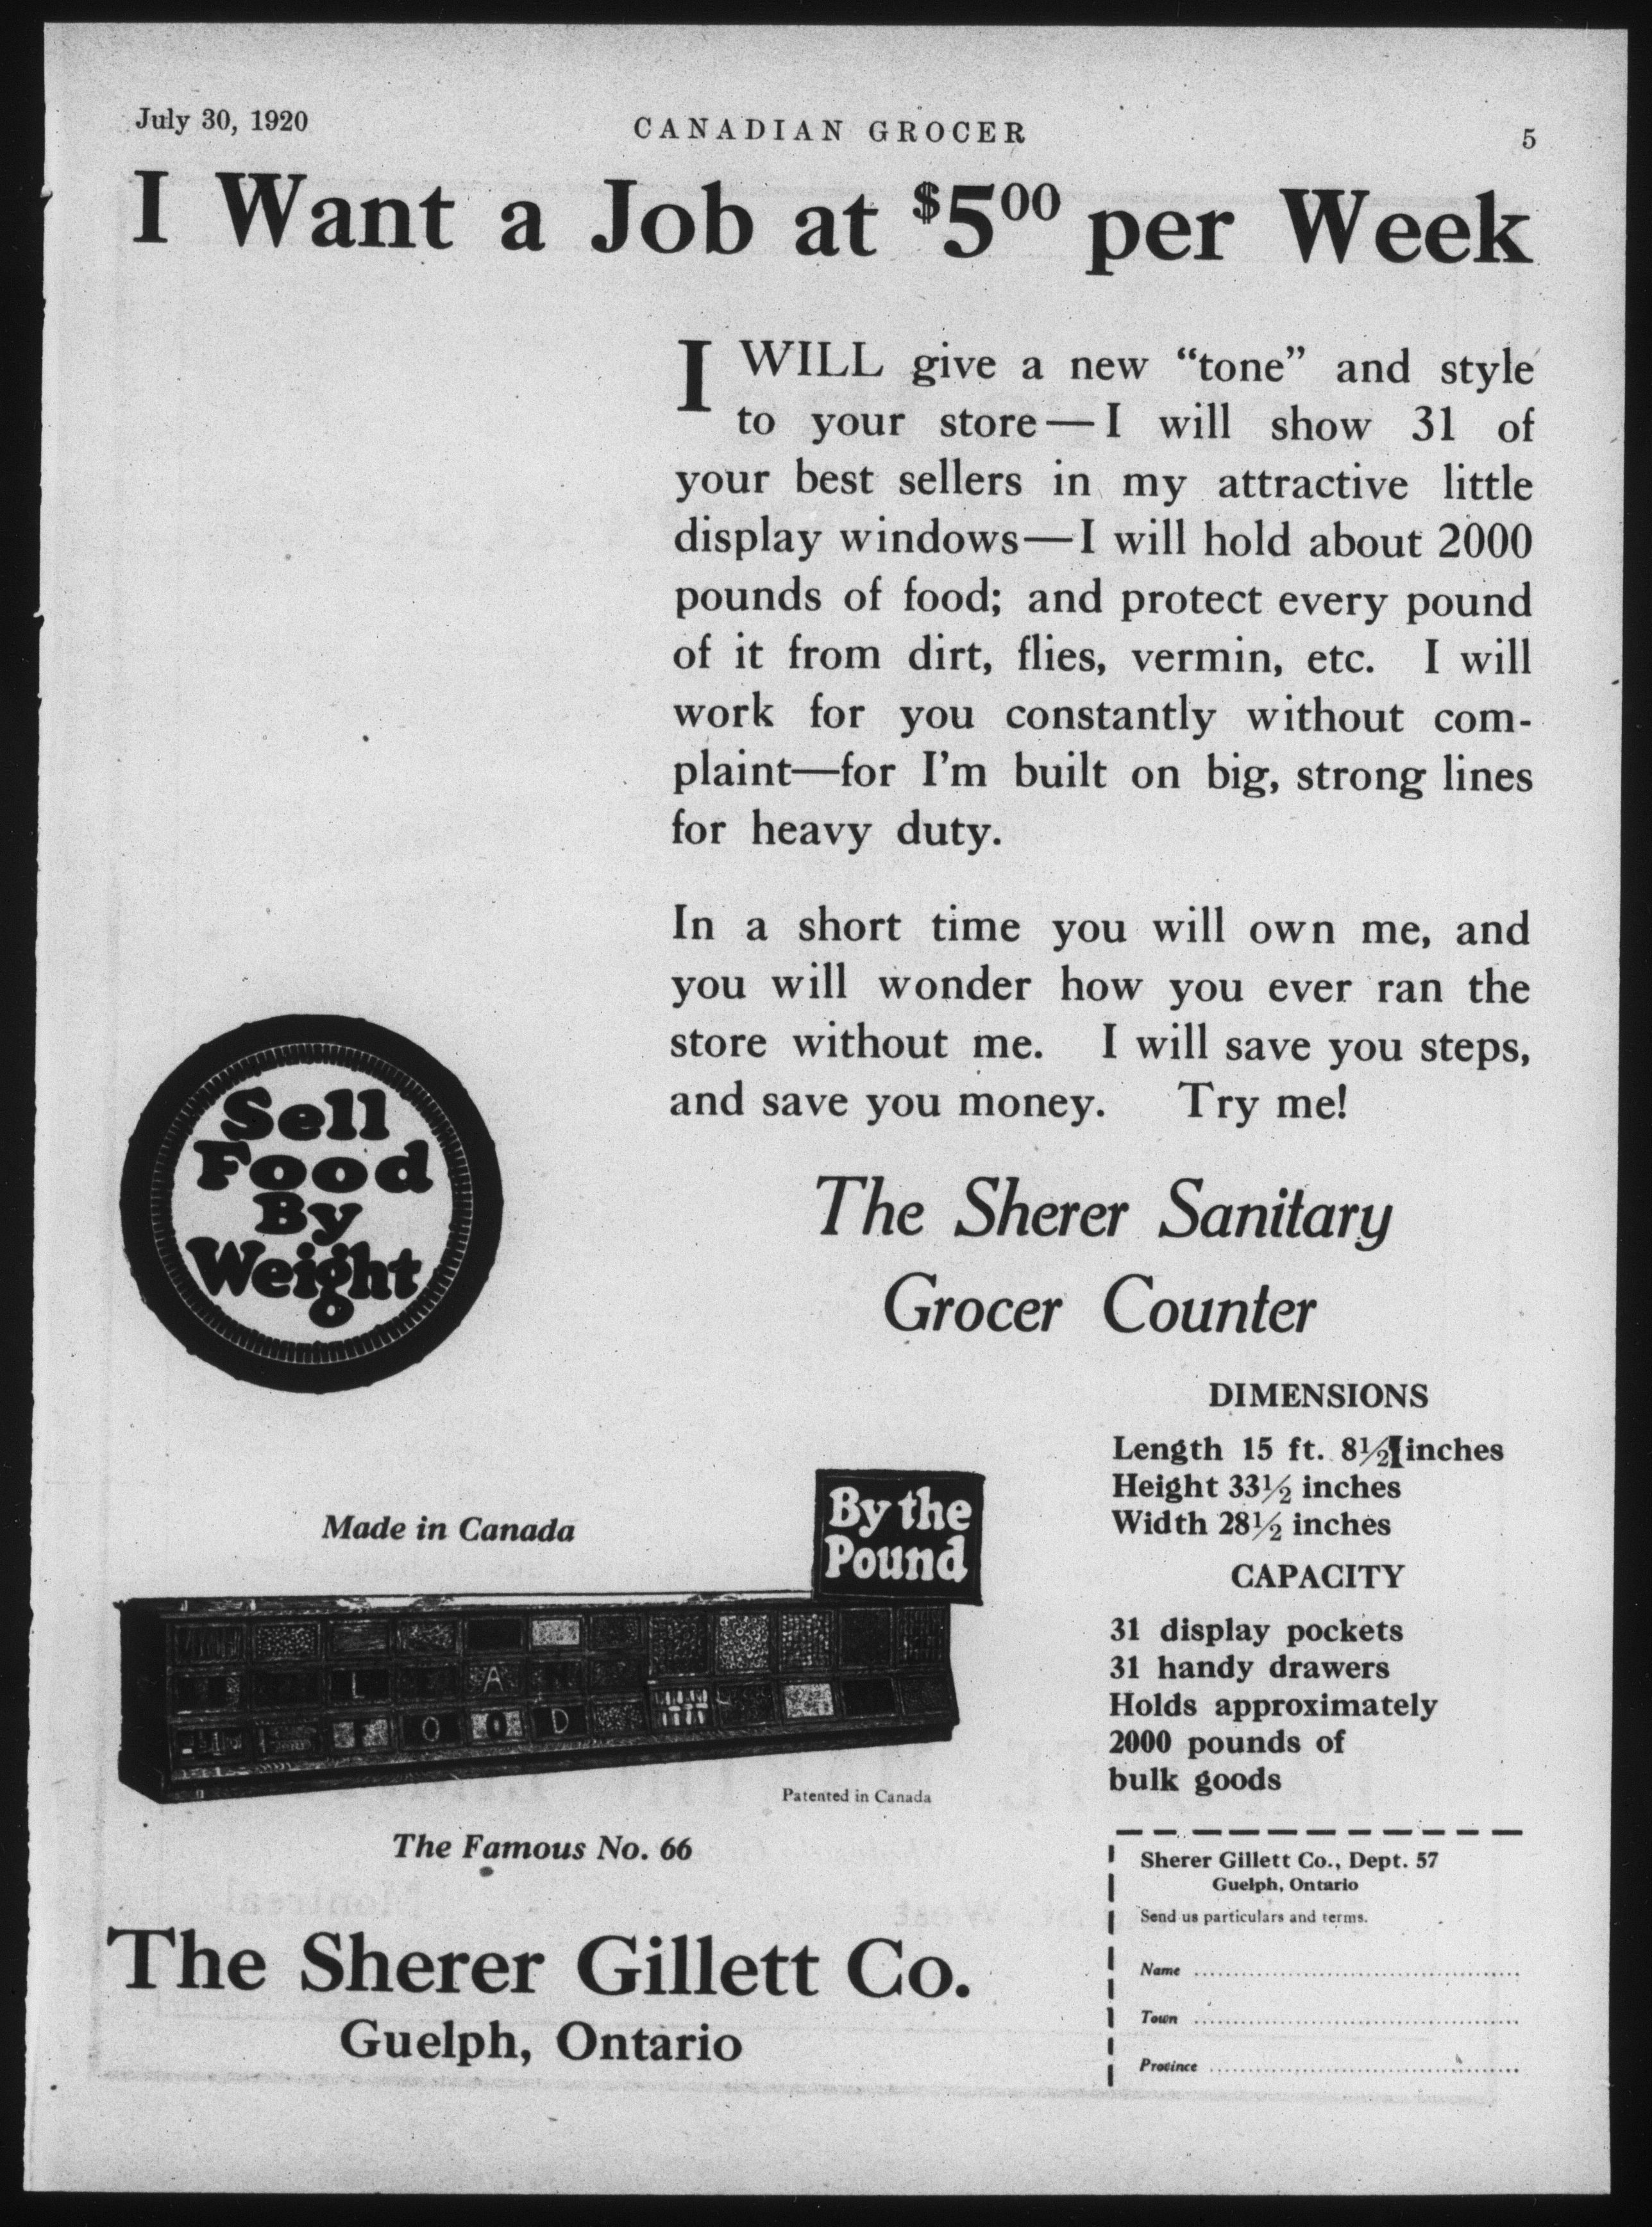 July 30, 1920
CANADIAN GROCER
5
I Want a Job at $5⁰⁰ per Week
I WILL give a new “tone” and style
to your store—I will show 31 of
your best sellers in my attractive little
display windows—I will hold about 2000
pounds of food; and protect every pound
of it from dirt, flies, vermin, etc. I will
work for you constantly without com-
plaint—for I’m built on big, strong lines
for heavy duty.
In a short time you will own me, and
you will wonder how you ever ran the
store without me. I will save you steps,
and save you money. Try me!
Sell
Food
By
Weight
The Sherer Sanitary
Grocer Counter
Made in Canada
By the
Pound
L E A N
F O O D
Patented in Canada
The Famous No. 66
The Sherer Gillett Co.
Guelph, Ontario
DIMENSIONS
Length 15 ft. 8½ inches
Height 33½ inches
Width 28½ inches
CAPACITY
31 display pockets
31 handy drawers
Holds approximately
2000 pounds of
bulk goods
Sherer Gillett Co., Dept. 57
Guelph, Ontario
Send us particulars and terms.
Name
Town
Province